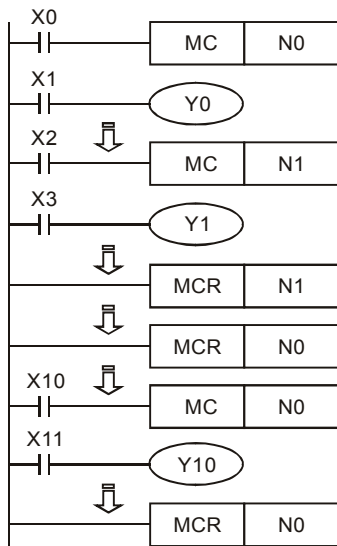 X0
MC N0
X1
Y0
X2
MC N1
X3
Y1
MCR N1
MCR N0
X10
MC N0
X11
Y10
MCR N0